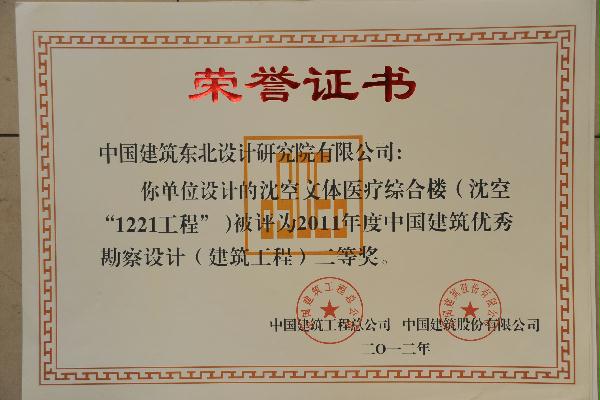 荣誉证书
中国建筑东北设计研究院有限公司：
你单位设计的沈空文体医疗综合楼（沈空
“1221工程”）被评为2011年度中国建筑优秀
勘察设计（建筑工程）二等奖。
中国建筑工程总公司 中国建筑股份有限公司
二〇一二年